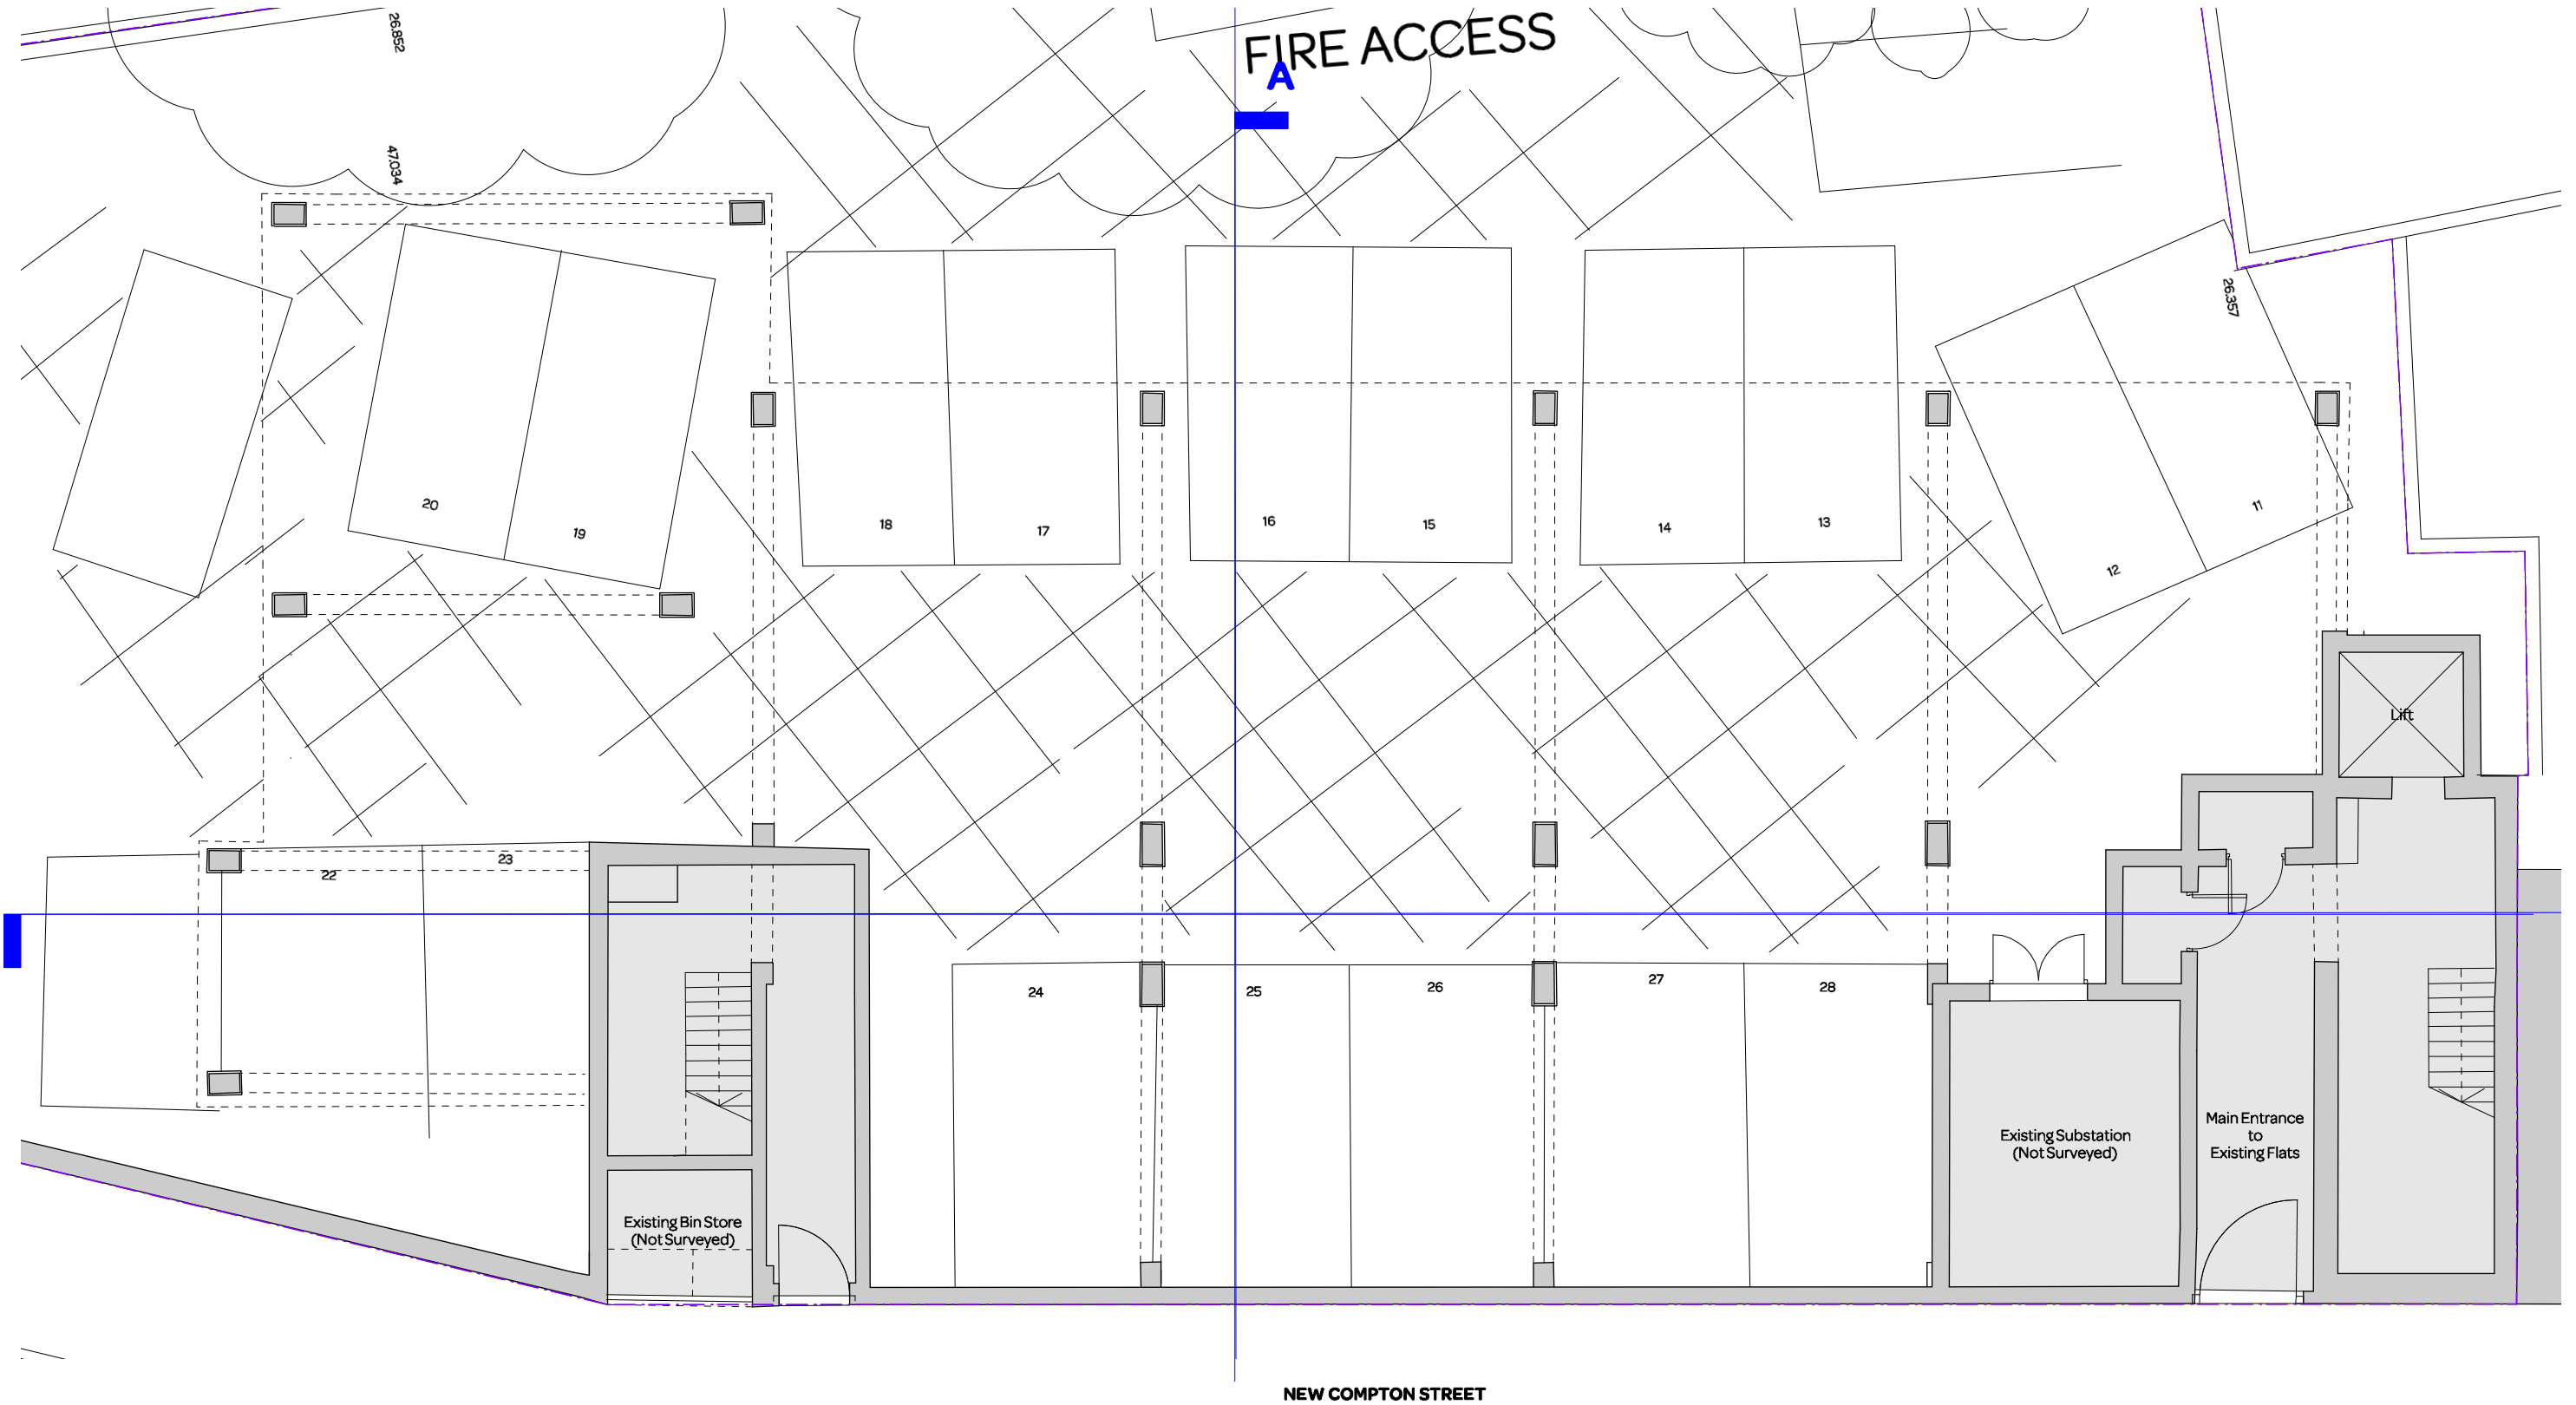 26.852
FIRE ACCESS
A
47.034
26.357
20
19
18
17
16
15
14
13
12
11
Lift
22
23
24
25
26
27
28
Main Entrance
to
Existing Flats
Existing Substation
(Not Surveyed)
Existing Bin Store
(Not Surveyed)
NEW COMPTON STREET